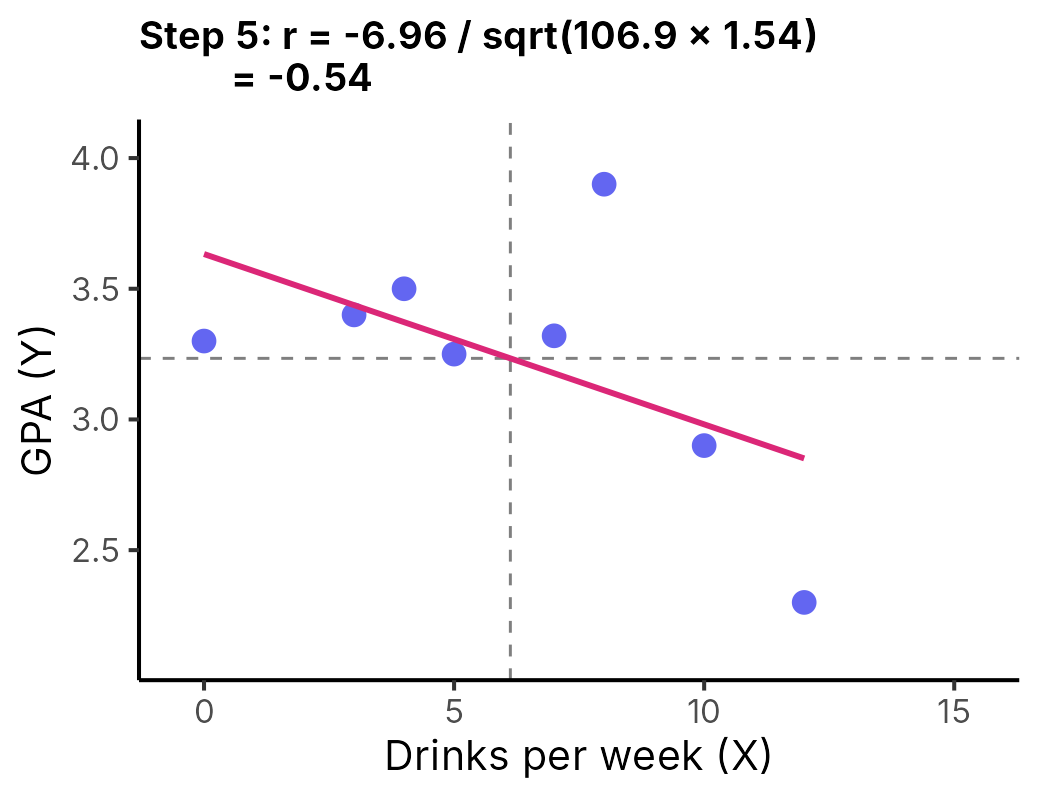 Step 5: r = -6.96 / sqrt(106.9 × 1.54)
= -0.54
4.0
3.5
3.0
2.5
GPA (Y)
0 5 10 15
Drinks per week (X)